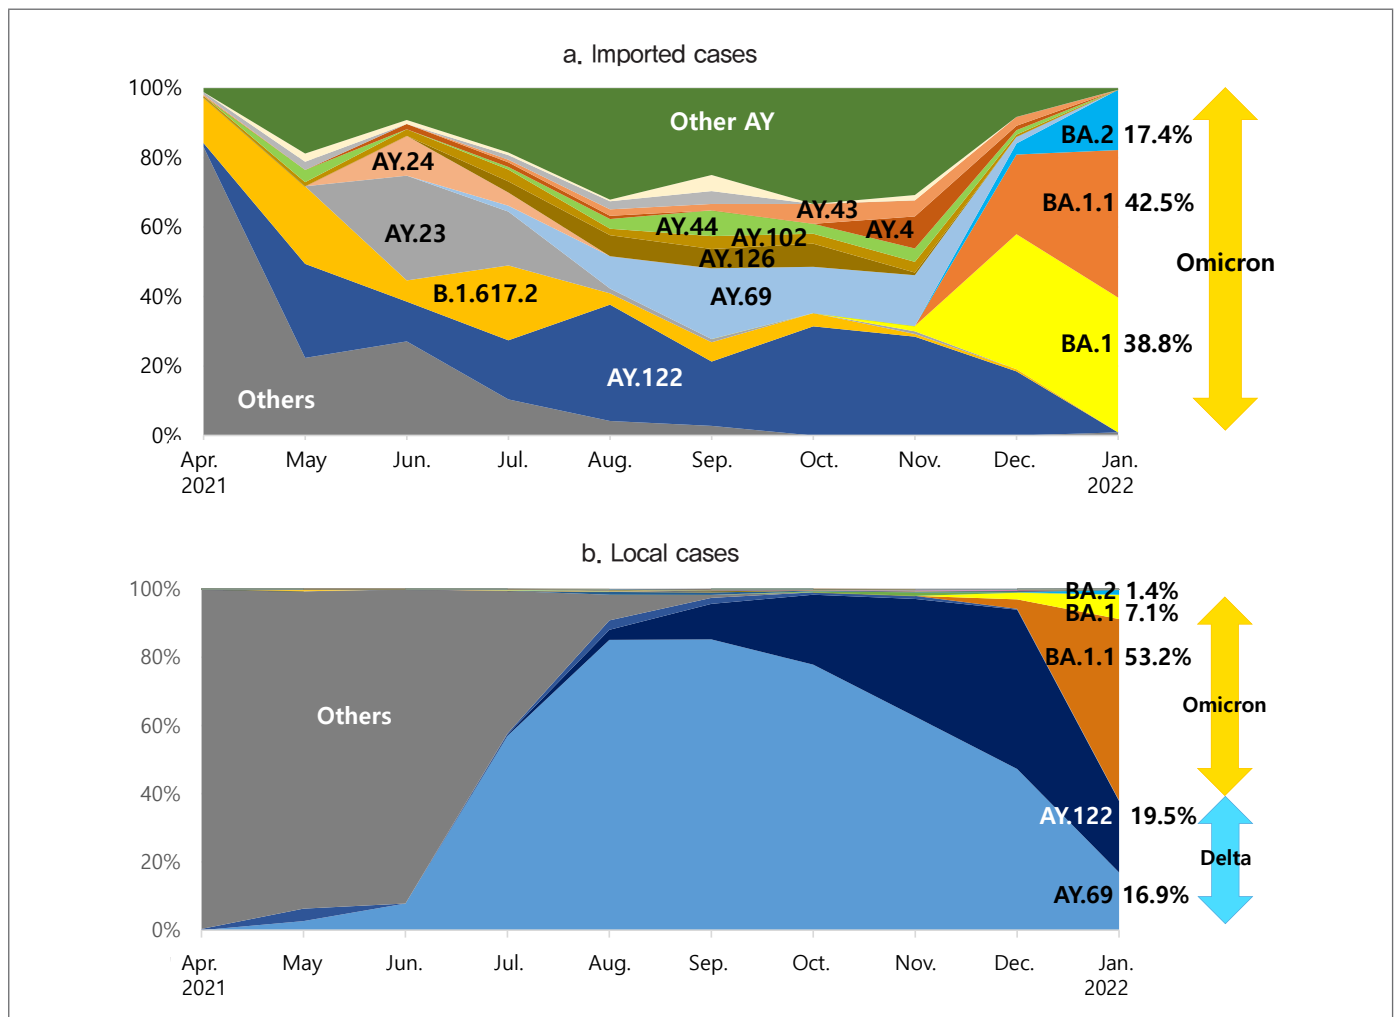 a. Imported cases
100%
80%
60%
40%
20%
0%
Other AY
AY.24
AY.23
B.1.617.2
AY.44
AY.102
AY.126
AY.43
AY.4
AY.69
AY.122
Others
BA.2 17.4%
BA.1.1 42.5%
BA.1 38.8%
Omicron
Apr. May Jun. Jul. Aug. Sep. Oct. Nov. Dec. Jan.
2021 2022
b. Local cases
100%
80%
60%
40%
20%
0%
Others
BA.2 1.4%
BA.1 7.1%
BA.1.1 53.2%
Omicron
AY.122 19.5%
Delta
AY.69 16.9%
Apr. May Jun. Jul. Aug. Sep. Oct. Nov. Dec. Jan.
2021 2022